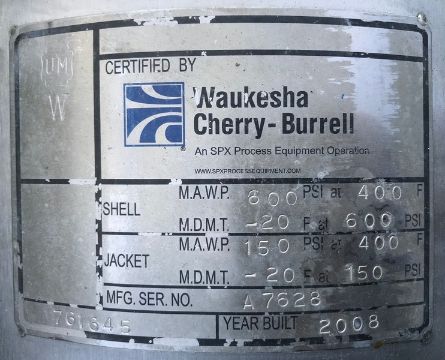 UM
W
CERTIFIED BY
Waukesha
Cherry-Burrell
An SPX Process Equipment Operation
WWW.SPXPROCESSEQUIPMENT.COM
SHELL
M.A.W.P. 600 PSI at 400 F
M.D.M.T. -20 F at 600 PSI
JACKET
M.A.W.P. 150 PSI at 400 F
M.D.M.T. -20 F at 150 PSI
MFG. SER. NO. A7628
761645
YEAR BUILT 2008